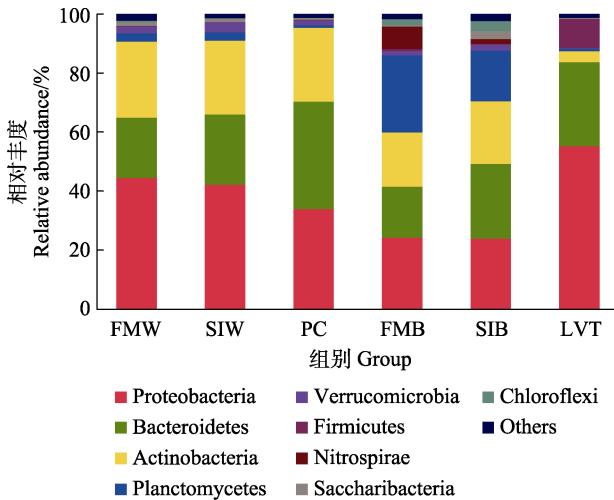 相对丰度
Relative abundance/%
100
80
60
40
20
0
FMW SIW PC FMB SIB LVT
组别 Group
Proteobacteria Verrucomicrobia Chloroflexi
Bacteroidetes Firmicutes Others
Actinobacteria Nitrospirae
Planctomycetes Saccharibacteria